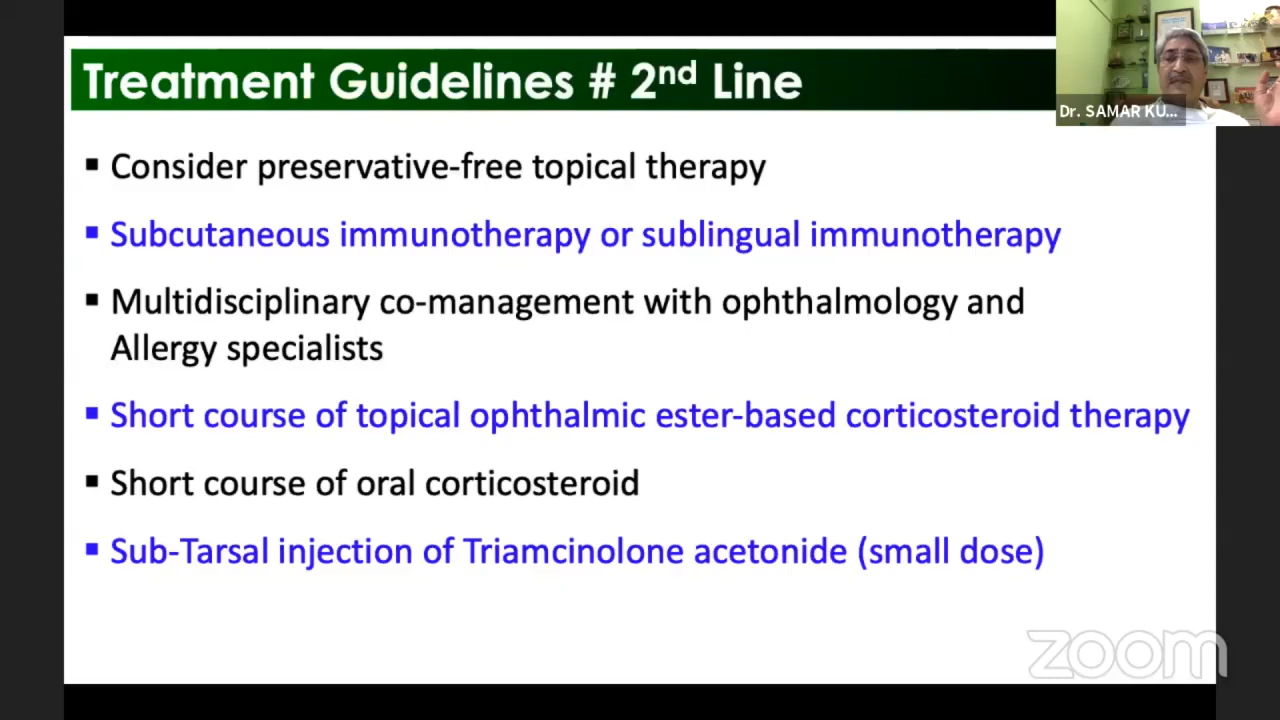 Treatment Guidelines # 2nd Line
Dr. SAMAR KU...
▪ Consider preservative-free topical therapy
▪ Subcutaneous immunotherapy or sublingual immunotherapy
▪ Multidisciplinary co-management with ophthalmology and
Allergy specialists
▪ Short course of topical ophthalmic ester-based corticosteroid therapy
▪ Short course of oral corticosteroid
▪ Sub-Tarsal injection of Triamcinolone acetonide (small dose)
zoom